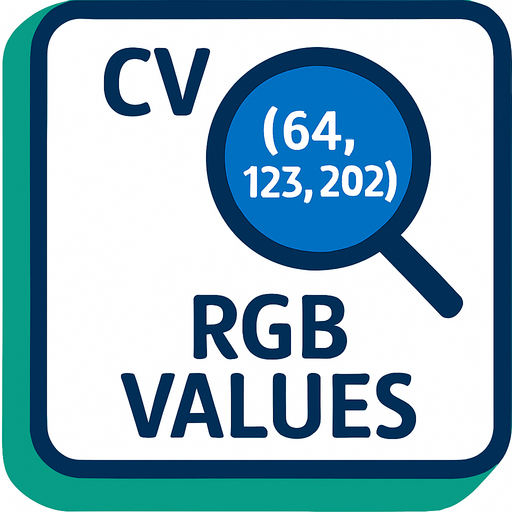 CV
(64,
123, 202)
RGB
VALUES